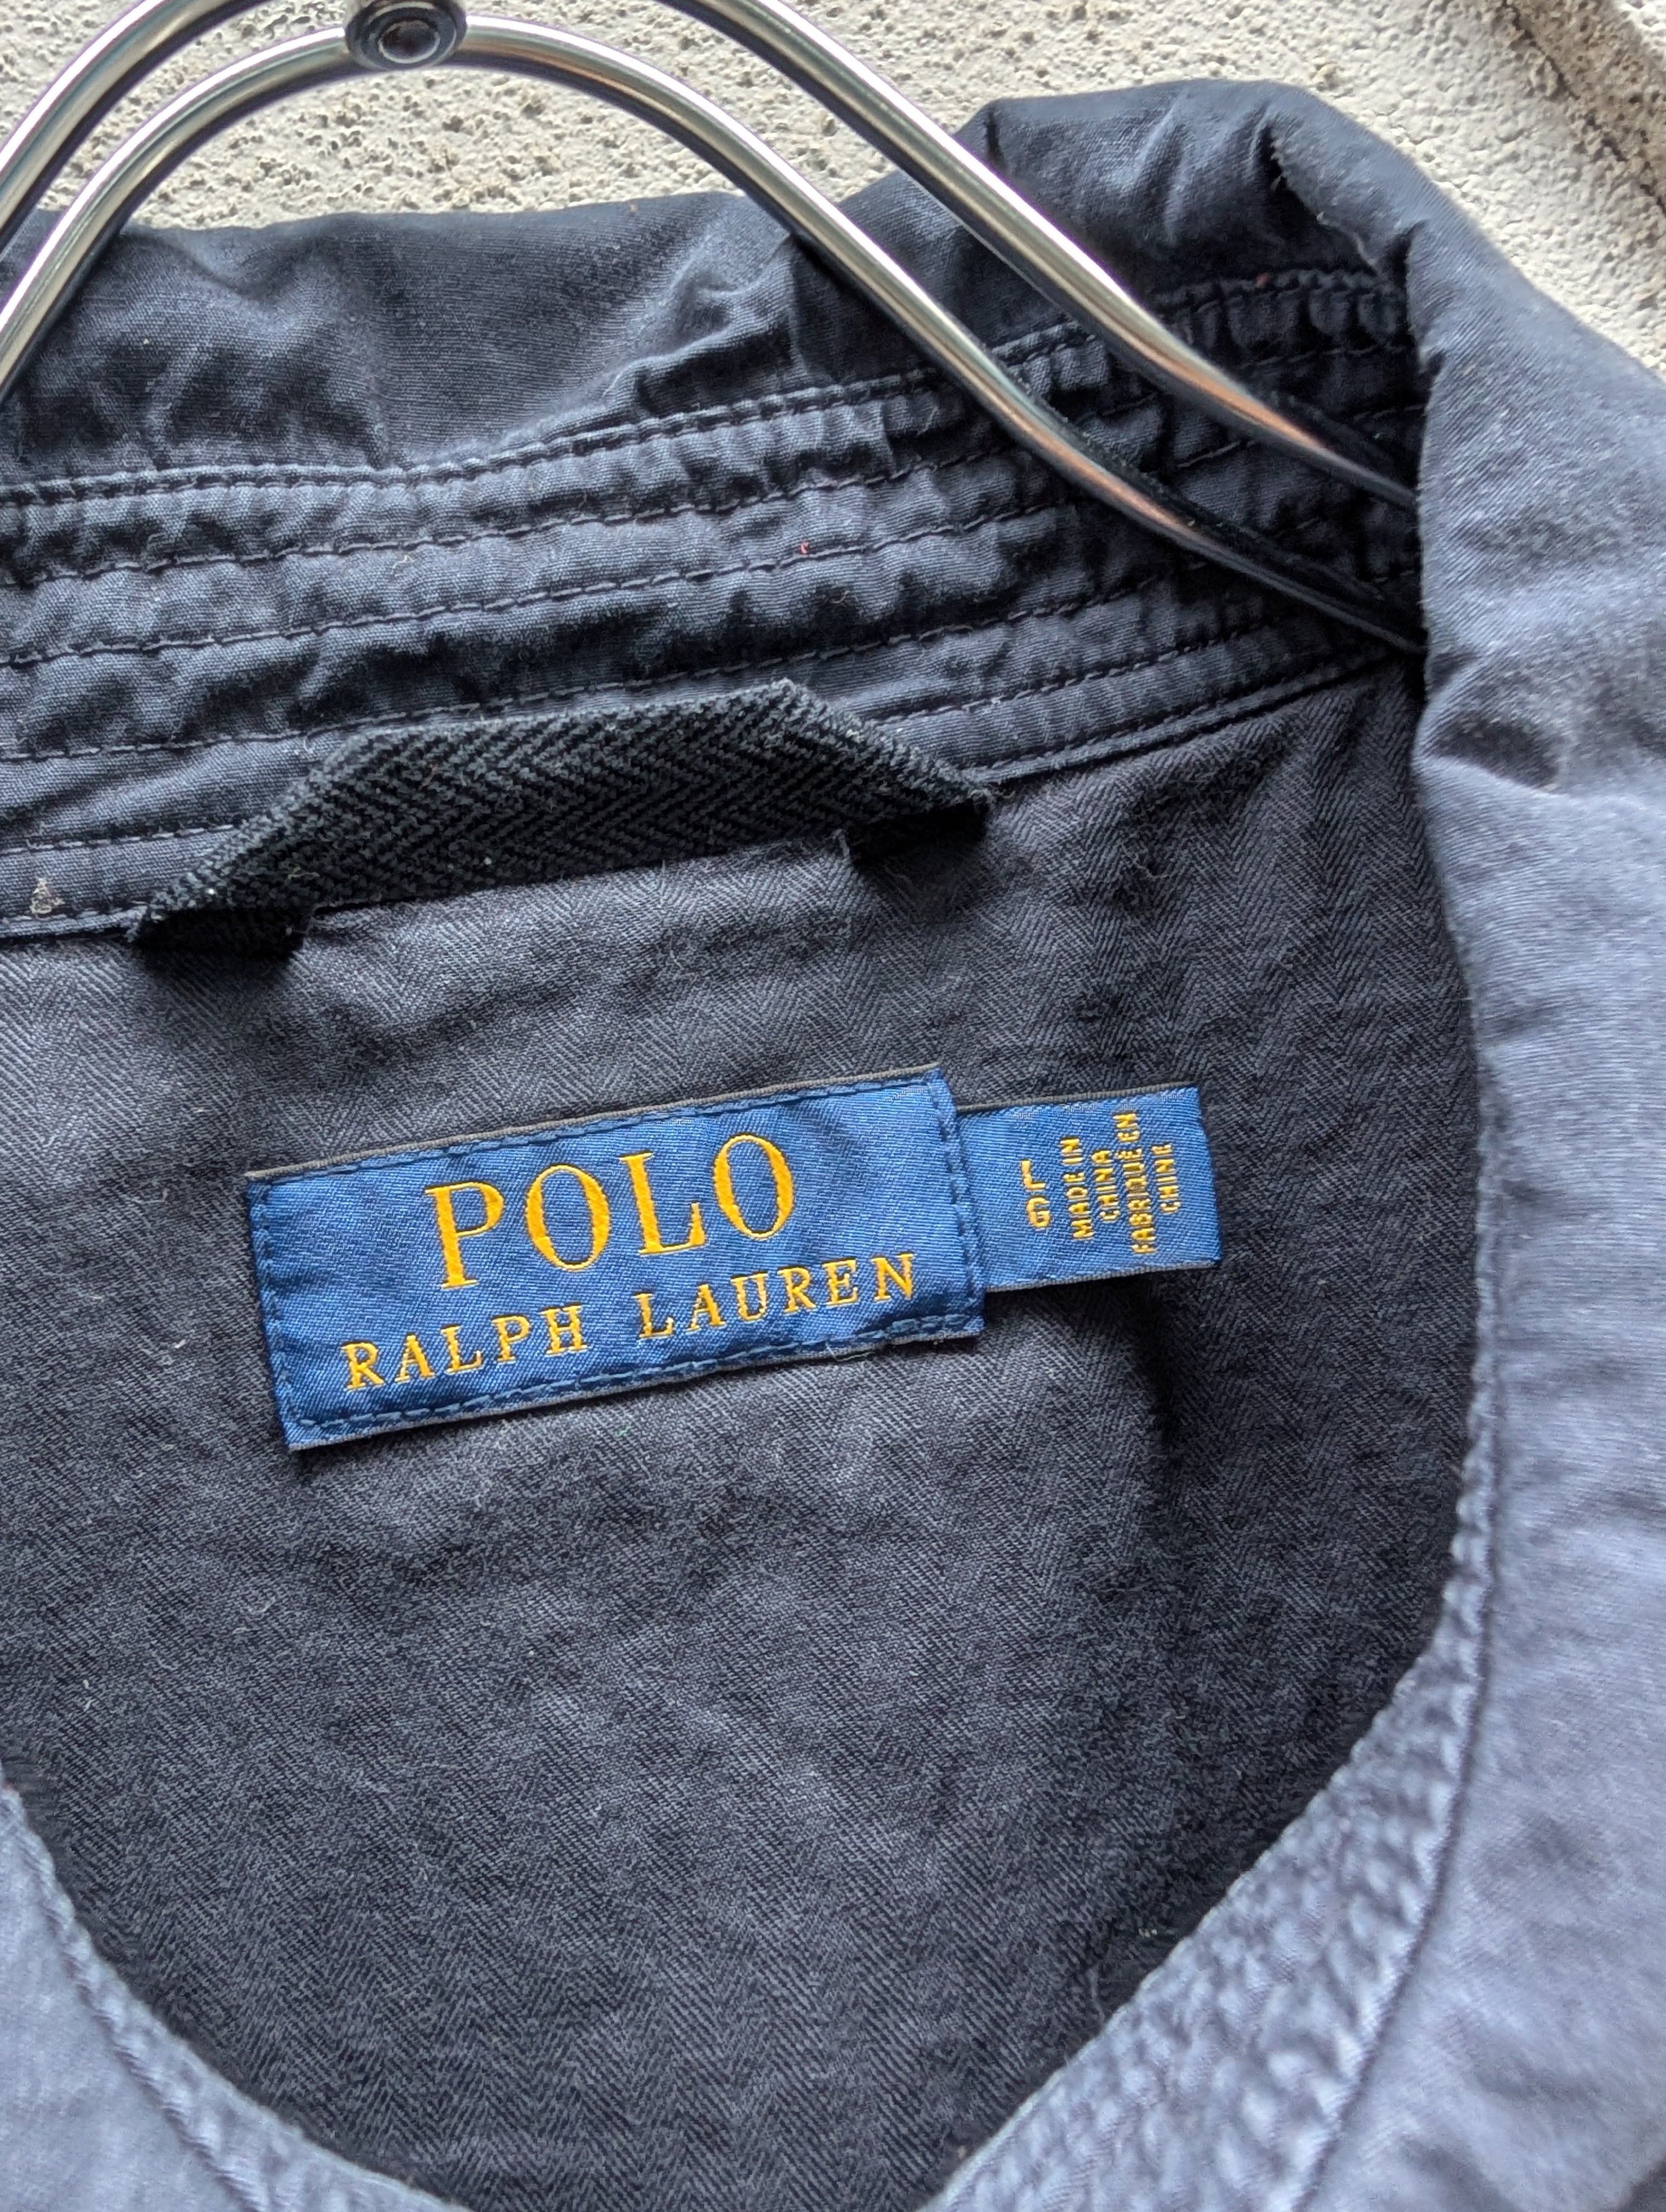 POLO
RALPH LAUREN
G/L
MADE IN
CHINA
FABRIQUÉ EN
CHINE